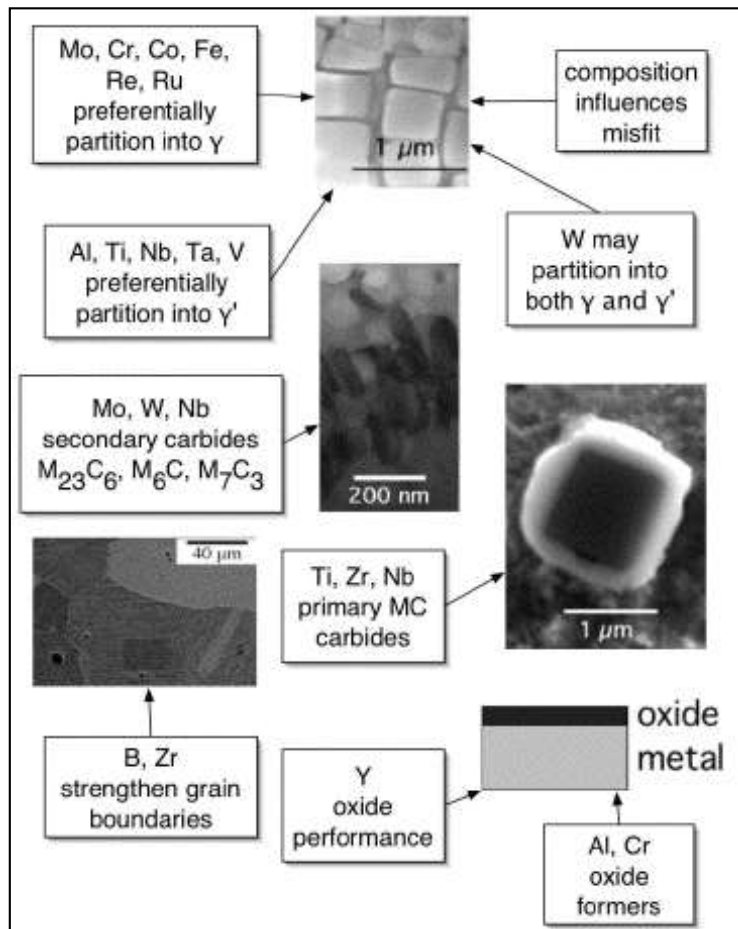 Mo, Cr, Co, Fe,
Re, Ru
preferentially
partition into γ
1 μm
composition
influences
misfit
Al, Ti, Nb, Ta, V
preferentially
partition into γ'
W may
partition into
both γ and γ'
Mo, W, Nb
secondary carbides
M23C6, M6C, M7C3
200 nm
40 μm
Ti, Zr, Nb
primary MC
carbides
1 μm
B, Zr
strengthen grain
boundaries
Y
oxide
performance
oxide
metal
Al, Cr
oxide
formers